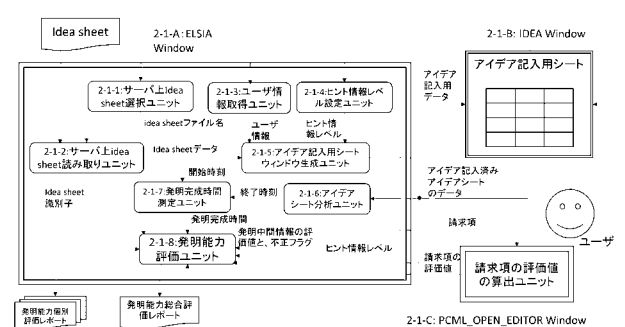 Idea sheet
2-1-A: ELSIA
Window
2-1-B: IDEA Window
2-1-1:サーバ上Idea
sheet選択ユニット
2-1-3:ユーザ情
報取得ユニット
2-1-4:ヒント情報レベ
ル設定ユニット
アイデア
記入用
データ
アイデア記入用シート
idea sheetファイル名
ユーザ
情報
ヒント情
報レベル
2-1-2:サーバ上idea
sheet読み取りユニット
Idea sheetデータ
2-1-5:アイデア記入用シート
ウィンドウ生成ユニット
開始時刻
アイデア記入済み
アイデアシート
のデータ
Idea sheet
識別子
2-1-7:発明完成時間
測定ユニット
終了時刻
2-1-6:アイデア
シート分析ユニット
発明完成時間
請求項
ユーザ
2-1-8:発明能力
評価ユニット
発明中間情報の評
価値と、不正フラグ
ヒント情報レベル
請求項の
評価値
請求項の評価値
の算出ユニット
発明能力個別
評価レポート
発明能力総合評
価レポート
2-1-C: PCML_OPEN_EDITOR Window